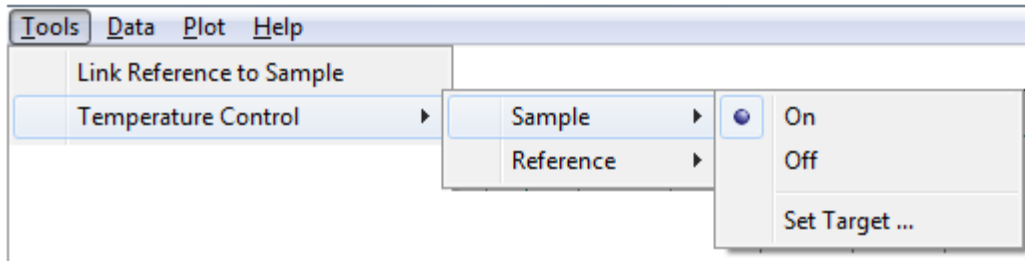 Tools Data Plot Help
Link Reference to Sample
Temperature Control
Sample
Reference
On
Off
Set Target ...